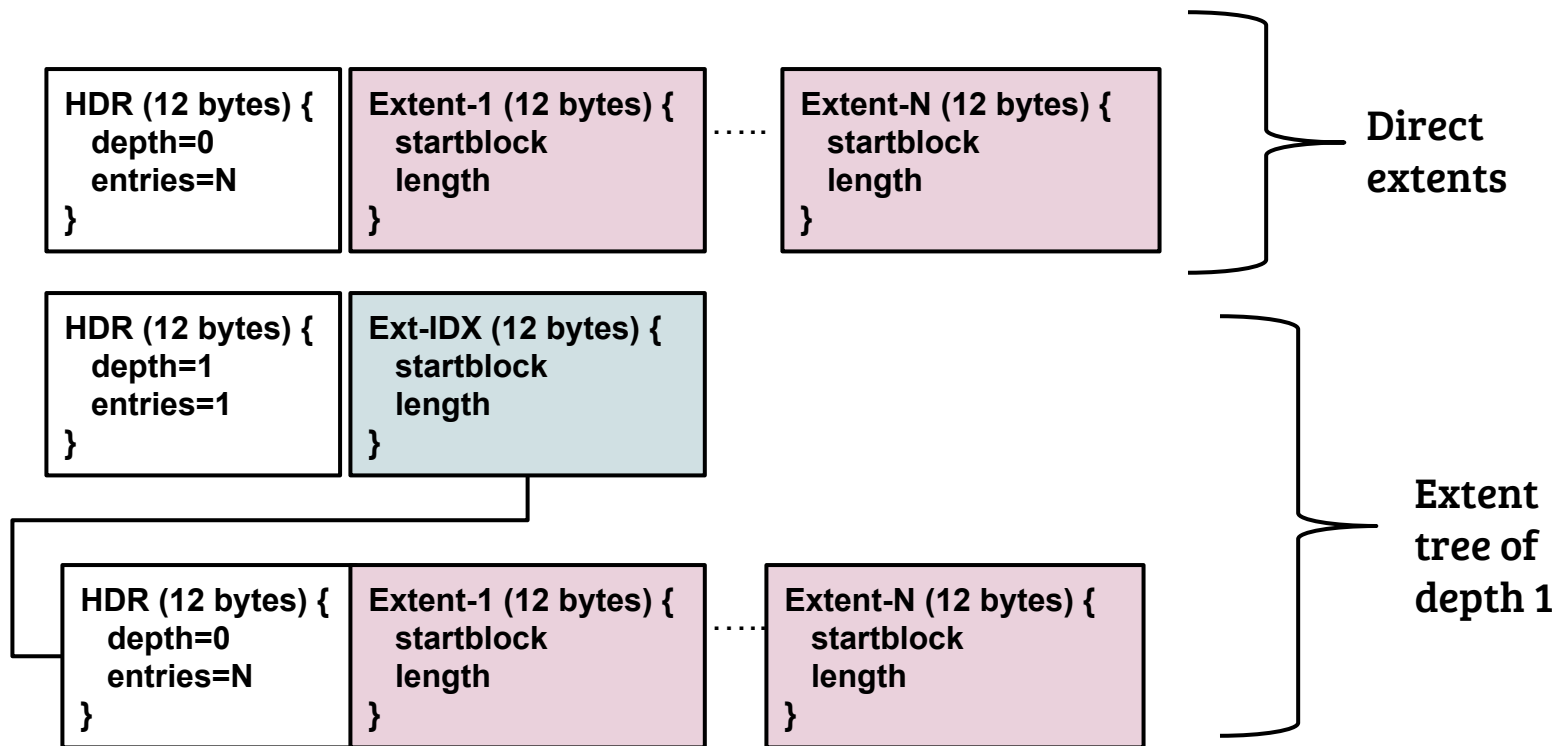 HDR (12 bytes) {
depth=0
entries=N
}
Extent-1 (12 bytes) {
startblock
length
}
.....
Extent-N (12 bytes) {
startblock
length
}
Direct
extents
HDR (12 bytes) {
depth=1
entries=1
}
Ext-IDX (12 bytes) {
startblock
length
}
HDR (12 bytes) {
depth=0
entries=N
}
Extent-1 (12 bytes) {
startblock
length
}
.....
Extent-N (12 bytes) {
startblock
length
}
Extent
tree of
depth 1